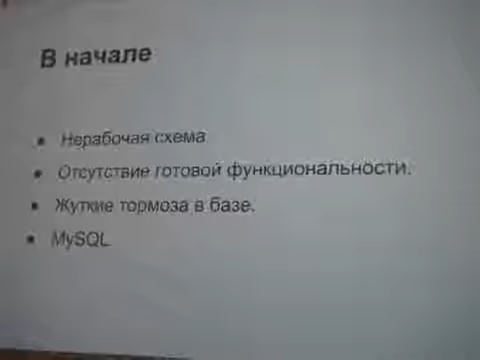 В начале
Нерабочая схема
Отсутствие готовой функциональности.
Жуткие тормоза в базе.
MySQL